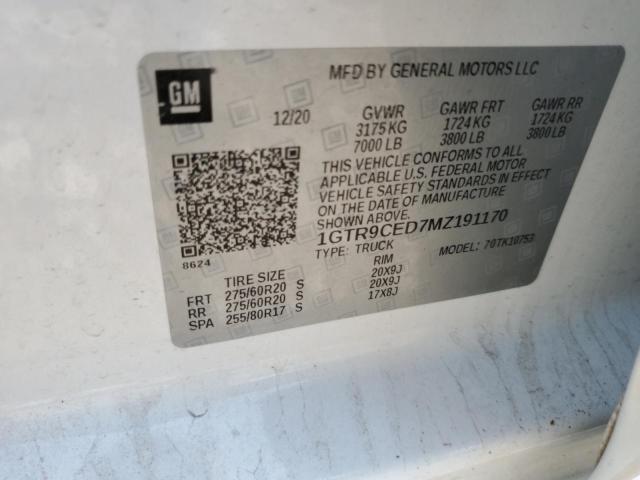 GM
MFD BY GENERAL MOTORS LLC
12/20 GVWR GAWR FRT GAWR RR
3175 KG 1724 KG 1724 KG
7000 LB 3800 LB 3800 LB
THIS VEHICLE CONFORMS TO ALL
APPLICABLE U.S. FEDERAL MOTOR
VEHICLE SAFETY STANDARDS IN EFFECT
ON THE DATE OF MANUFACTURE
SHOWN ABOVE.
1GTR9CED7MZ191170
8624 TYPE: TRUCK MODEL: 70TK10753
TIRE SIZE RIM
FRT 275/60R20 S 20X9J
RR 275/60R20 S 20X9J
SPA 255/80R17 S 17X8J